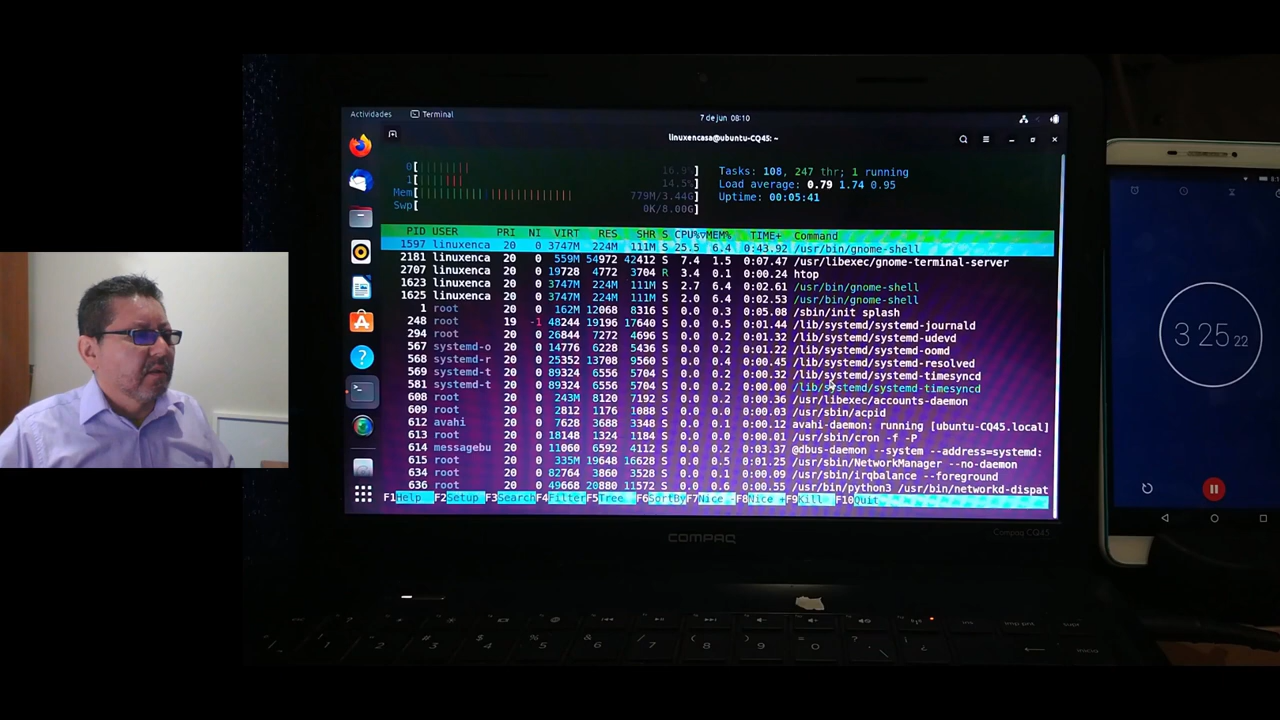 Actividades Terminal 7 de jun 08:10
linuxencasa@ubuntu-CQ45: ~
0[ 16.9%] Tasks: 108, 247 thr; 1 running
1[ 14.5%] Load average: 0.79 1.74 0.95
Mem[ 779M/3.44G] Uptime: 00:05:41
Swp[ 0K/8.00G]
PID USER PRI NI VIRT RES SHR S CPU%▽MEM% TIME+ Command
1597 linuxenca 20 0 3747M 224M 111M S 25.5 6.4 0:43.92 /usr/bin/gnome-shell
2181 linuxenca 20 0 559M 54972 42412 S 7.4 1.5 0:07.47 /usr/libexec/gnome-terminal-server
2707 linuxenca 20 0 19728 4772 3704 R 3.4 0.1 0:00.24 htop
1623 linuxenca 20 0 3747M 224M 111M S 2.7 6.4 0:02.61 /usr/bin/gnome-shell
1625 linuxenca 20 0 3747M 224M 111M S 2.0 6.4 0:02.53 /usr/bin/gnome-shell
1 root 20 0 162M 12068 8316 S 0.0 0.3 0:05.08 /sbin/init splash
248 root 19 -1 48244 19196 17640 S 0.0 0.5 0:01.44 /lib/systemd/systemd-journald
294 root 20 0 26844 7584 4696 S 0.0 0.2 0:01.32 /lib/systemd/systemd-udevd
567 systemd-o 20 0 14776 6228 5436 S 0.0 0.2 0:01.22 /lib/systemd/systemd-oomd
568 systemd-r 20 0 25352 13708 9560 S 0.0 0.4 0:00.45 /lib/systemd/systemd-resolved
569 systemd-t 20 0 89324 6556 5704 S 0.0 0.2 0:00.32 /lib/systemd/systemd-timesyncd
581 systemd-t 20 0 89324 6556 5704 S 0.0 0.2 0:00.00 /lib/systemd/systemd-timesyncd
608 root 20 0 243M 8120 7192 S 0.0 0.2 0:00.36 /usr/libexec/accounts-daemon
609 root 20 0 2812 1176 1088 S 0.0 0.0 0:00.03 /usr/sbin/acpid
612 avahi 20 0 7628 3688 3348 S 0.0 0.1 0:00.12 avahi-daemon: running [ubuntu-CQ45.local]
613 root 20 0 18148 1324 1184 S 0.0 0.0 0:00.01 /usr/sbin/cron -f -P
614 messagebu 20 0 11060 6592 4112 S 0.0 0.2 0:03.37 @dbus-daemon --system --address=systemd:
615 root 20 0 335M 19648 16628 S 0.0 0.5 0:01.25 /usr/sbin/NetworkManager --no-daemon
634 root 20 0 82764 3860 3528 S 0.0 0.1 0:00.09 /usr/sbin/irqbalance --foreground
636 root 20 0 49668 20880 11572 S 0.0 0.6 0:00.55 /usr/bin/python3 /usr/bin/networkd-dispat
F1Help F2Setup F3Search F4Filter F5Tree F6SortBy F7Nice - F8Nice + F9Kill F10Quit
3 25 22
COMPAQ
Compaq CQ45